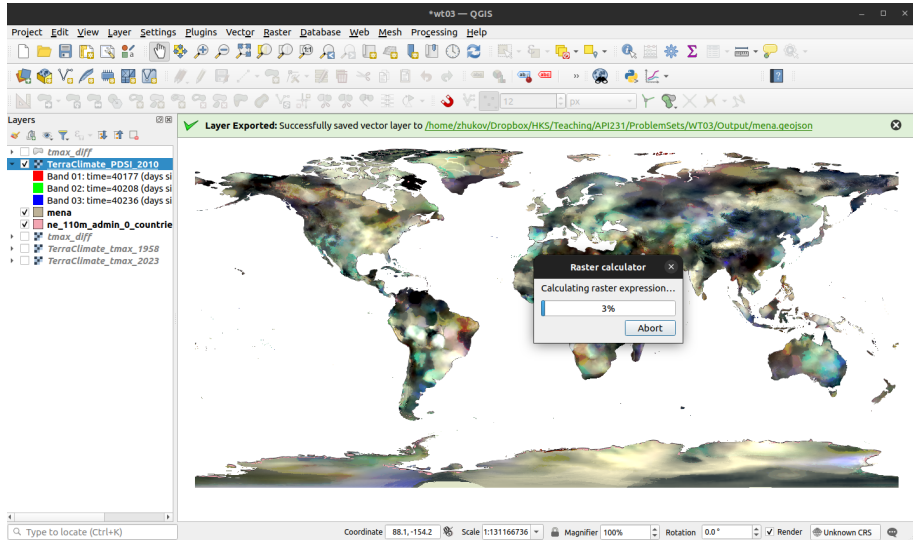 *wt03 — QGIS
Project Edit View Layer Settings Plugins Vector Raster Database Web Mesh Processing Help
abc
abc
12 px
Layers
Layer Exported: Successfully saved vector layer to /home/zhukov/Dropbox/HKS/Teaching/API231/ProblemSets/WT03/Output/mena.geojson
tmax_diff
TerraClimate_PDSI_2010
Band 01: time=40177 (days si
Band 02: time=40208 (days si
Band 03: time=40236 (days si
mena
ne_110m_admin_0_countrie
tmax_diff
TerraClimate_tmax_1958
TerraClimate_tmax_2023
Raster calculator
Calculating raster expression…
3%
Abort
Type to locate (Ctrl+K) Coordinate 88.1,-154.2 Scale 1:131166736 Magnifier 100% Rotation 0.0° Render Unknown CRS